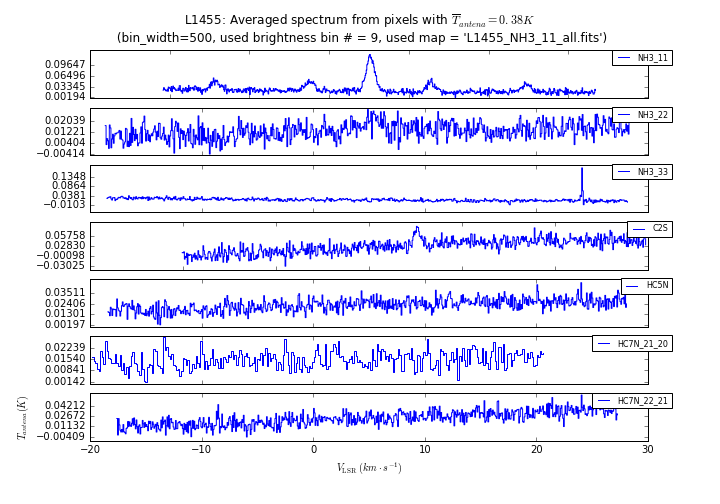 L1455: Averaged spectrum from pixels with T̅_antena = 0.38K
(bin_width=500, used brightness bin # = 9, used map = 'L1455_NH3_11_all.fits')
NH3_11
0.09647
0.06496
0.03345
0.00194
NH3_22
0.02039
0.01221
0.00404
−0.00414
NH3_33
0.1348
0.0864
0.0381
−0.0103
C2S
0.05758
0.02830
−0.00098
−0.03025
HC5N
0.03511
0.02406
0.01301
0.00197
HC7N_21_20
0.02239
0.01540
0.00841
0.00142
HC7N_22_21
0.04212
0.02672
0.01132
−0.00409
T_antena(K)
−20 −10 0 10 20 30
V_LSR (km · s⁻¹)